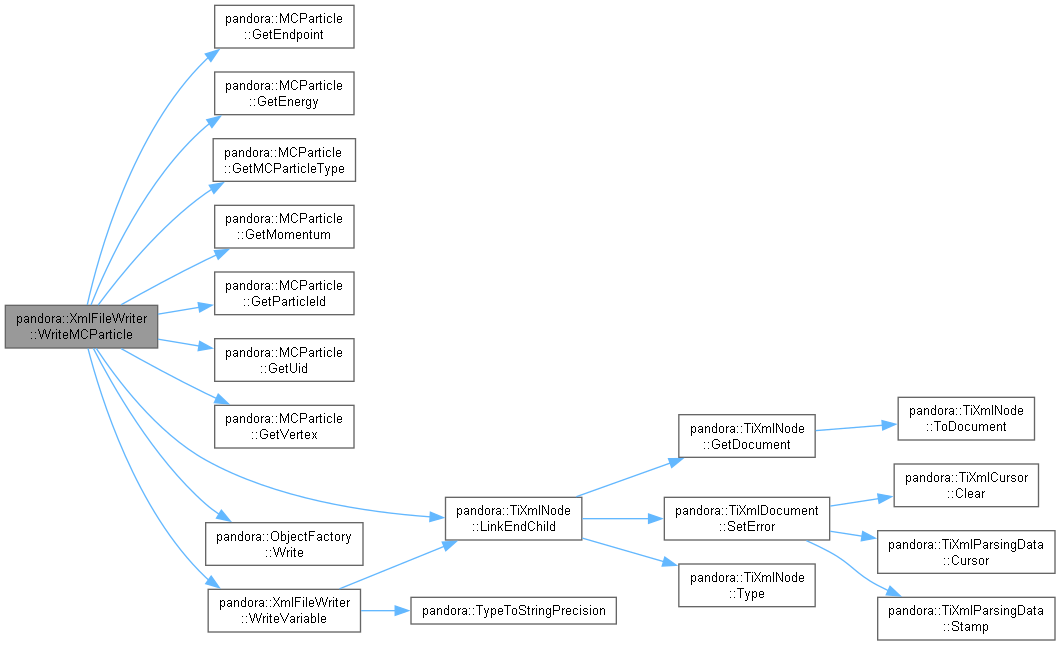 pandora::MCParticle
::GetEndpoint
pandora::MCParticle
::GetEnergy
pandora::MCParticle
::GetMCParticleType
pandora::MCParticle
::GetMomentum
pandora::MCParticle
::GetParticleId
pandora::XmlFileWriter
::WriteMCParticle
pandora::MCParticle
::GetUid
pandora::MCParticle
::GetVertex
pandora::TiXmlNode
::GetDocument
pandora::TiXmlNode
::ToDocument
pandora::TiXmlCursor
::Clear
pandora::TiXmlNode
::LinkEndChild
pandora::TiXmlDocument
::SetError
pandora::ObjectFactory
::Write
pandora::TiXmlParsingData
::Cursor
pandora::TiXmlNode
::Type
pandora::XmlFileWriter
::WriteVariable
pandora::TypeToStringPrecision
pandora::TiXmlParsingData
::Stamp